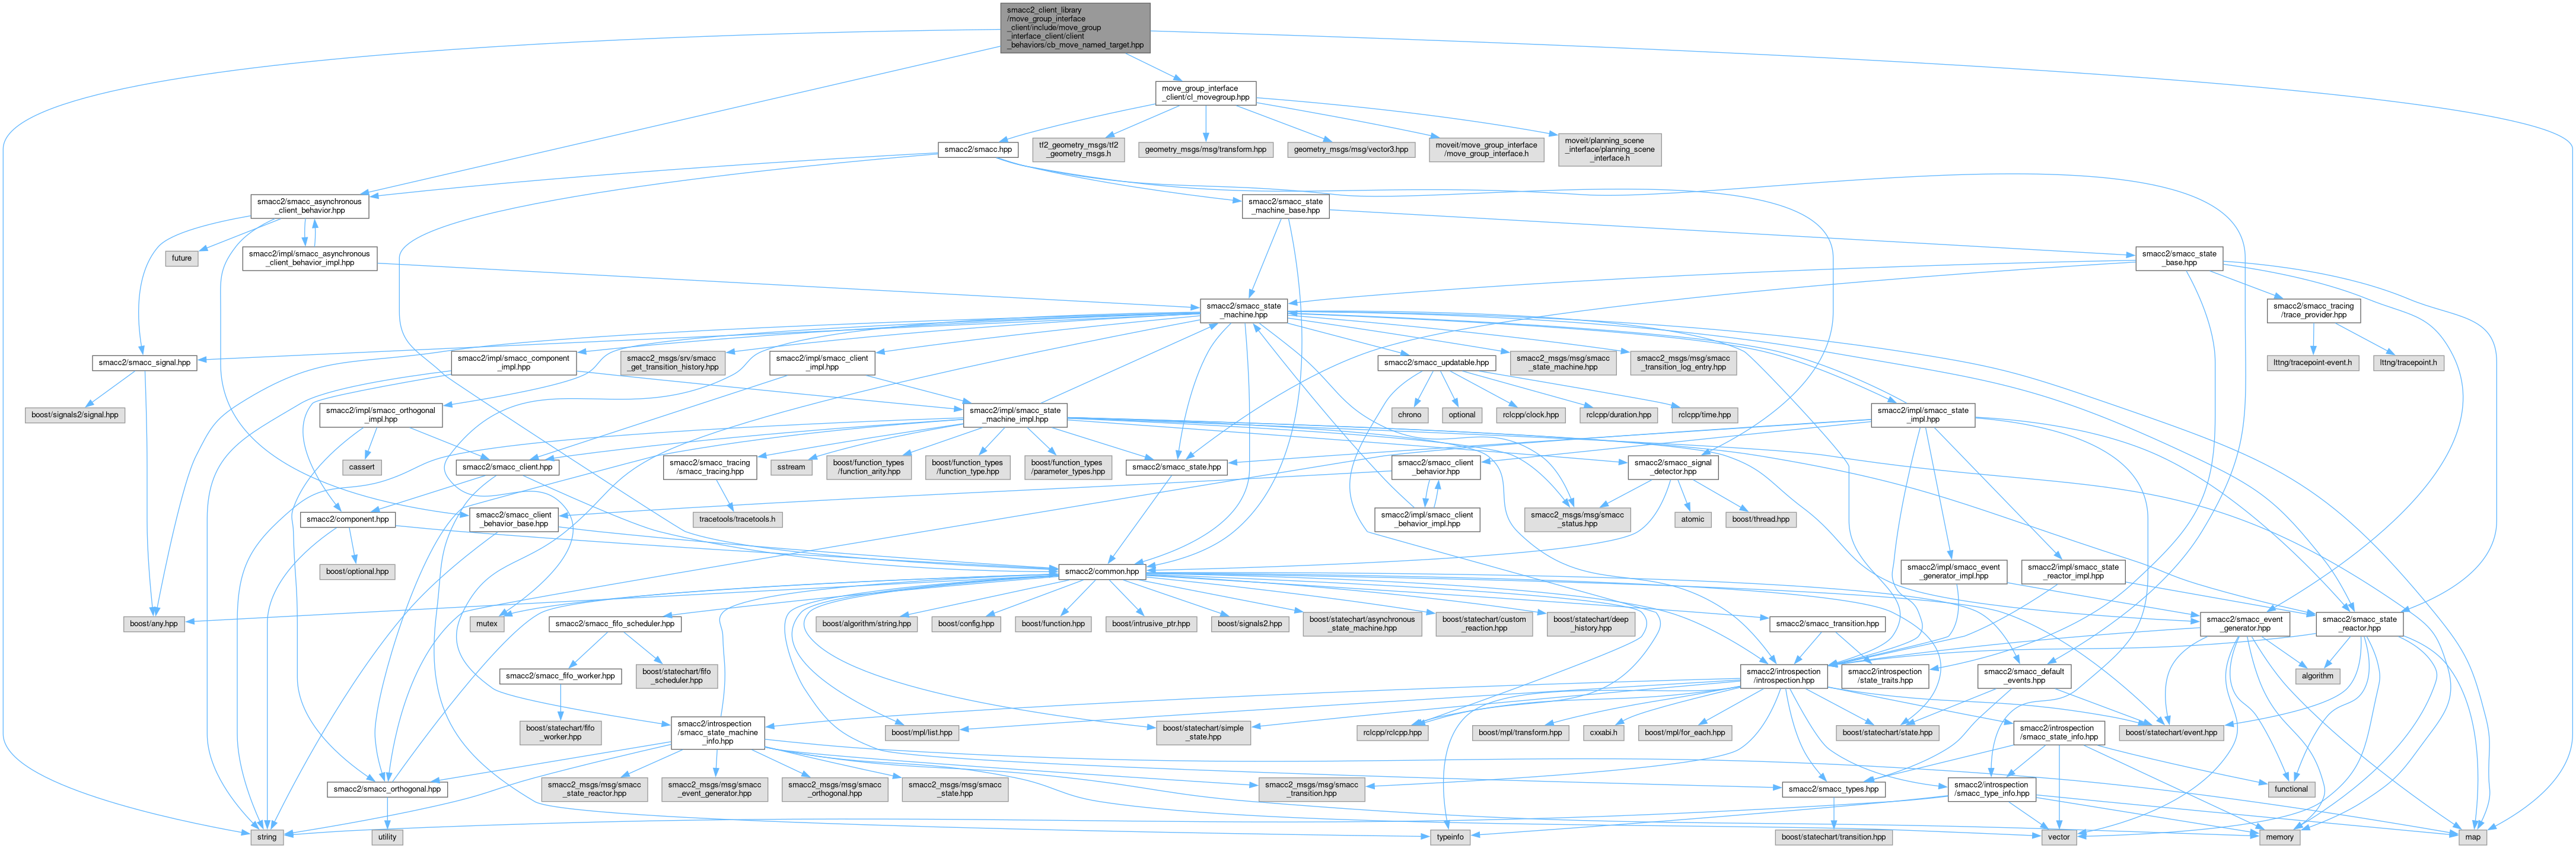 smacc2_client_library
/move_group_interface
_client/include/move_group
_interface_client/client
_behaviors/cb_move_named_target.hpp
move_group_interface
_client/cl_movegroup.hpp
smacc2/smacc.hpp
tf2_geometry_msgs/tf2
_geometry_msgs.h
geometry_msgs/msg/transform.hpp
geometry_msgs/msg/vector3.hpp
moveit/move_group_interface
/move_group_interface.h
moveit/planning_scene
_interface/planning_scene
_interface.h
smacc2/smacc_asynchronous
_client_behavior.hpp
smacc2/smacc_state
_machine_base.hpp
future
smacc2/impl/smacc_asynchronous
_client_behavior_impl.hpp
smacc2/smacc_state
_base.hpp
smacc2/smacc_state
_machine.hpp
smacc2/smacc_tracing
/trace_provider.hpp
smacc2/smacc_signal.hpp
smacc2/impl/smacc_component
_impl.hpp
smacc2_msgs/srv/smacc
_get_transition_history.hpp
smacc2/impl/smacc_client
_impl.hpp
smacc2/smacc_updatable.hpp
smacc2_msgs/msg/smacc
_state_machine.hpp
smacc2_msgs/msg/smacc
_transition_log_entry.hpp
lttng/tracepoint-event.h
lttng/tracepoint.h
boost/signals2/signal.hpp
smacc2/impl/smacc_orthogonal
_impl.hpp
smacc2/impl/smacc_state
_machine_impl.hpp
chrono
optional
rclcpp/clock.hpp
rclcpp/duration.hpp
rclcpp/time.hpp
smacc2/impl/smacc_state
_impl.hpp
cassert
smacc2/smacc_client.hpp
smacc2/smacc_tracing
/smacc_tracing.hpp
sstream
boost/function_types
/function_arity.hpp
boost/function_types
/function_type.hpp
boost/function_types
/parameter_types.hpp
smacc2/smacc_state.hpp
smacc2/smacc_client
_behavior.hpp
smacc2/smacc_signal
_detector.hpp
smacc2/component.hpp
smacc2/smacc_client
_behavior_base.hpp
tracetools/tracetools.h
smacc2/impl/smacc_client
_behavior_impl.hpp
smacc2_msgs/msg/smacc
_status.hpp
atomic
boost/thread.hpp
boost/optional.hpp
smacc2/common.hpp
smacc2/impl/smacc_event
_generator_impl.hpp
smacc2/impl/smacc_state
_reactor_impl.hpp
boost/any.hpp
mutex
smacc2/smacc_fifo_scheduler.hpp
boost/algorithm/string.hpp
boost/config.hpp
boost/function.hpp
boost/intrusive_ptr.hpp
boost/signals2.hpp
boost/statechart/asynchronous
_state_machine.hpp
boost/statechart/custom
_reaction.hpp
boost/statechart/deep
_history.hpp
smacc2/smacc_transition.hpp
smacc2/smacc_event
_generator.hpp
smacc2/smacc_state
_reactor.hpp
smacc2/smacc_fifo_worker.hpp
boost/statechart/fifo
_scheduler.hpp
smacc2/introspection
/introspection.hpp
smacc2/introspection
/state_traits.hpp
smacc2/smacc_default
_events.hpp
algorithm
boost/statechart/fifo
_worker.hpp
smacc2/introspection
/smacc_state_machine
_info.hpp
boost/mpl/list.hpp
boost/statechart/simple
_state.hpp
rclcpp/rclcpp.hpp
boost/mpl/transform.hpp
cxxabi.h
boost/mpl/for_each.hpp
boost/statechart/state.hpp
smacc2/introspection
/smacc_state_info.hpp
boost/statechart/event.hpp
smacc2/smacc_orthogonal.hpp
smacc2_msgs/msg/smacc
_state_reactor.hpp
smacc2_msgs/msg/smacc
_event_generator.hpp
smacc2_msgs/msg/smacc
_orthogonal.hpp
smacc2_msgs/msg/smacc
_state.hpp
smacc2_msgs/msg/smacc
_transition.hpp
smacc2/smacc_types.hpp
smacc2/introspection
/smacc_type_info.hpp
functional
string
utility
typeinfo
boost/statechart/transition.hpp
vector
memory
map